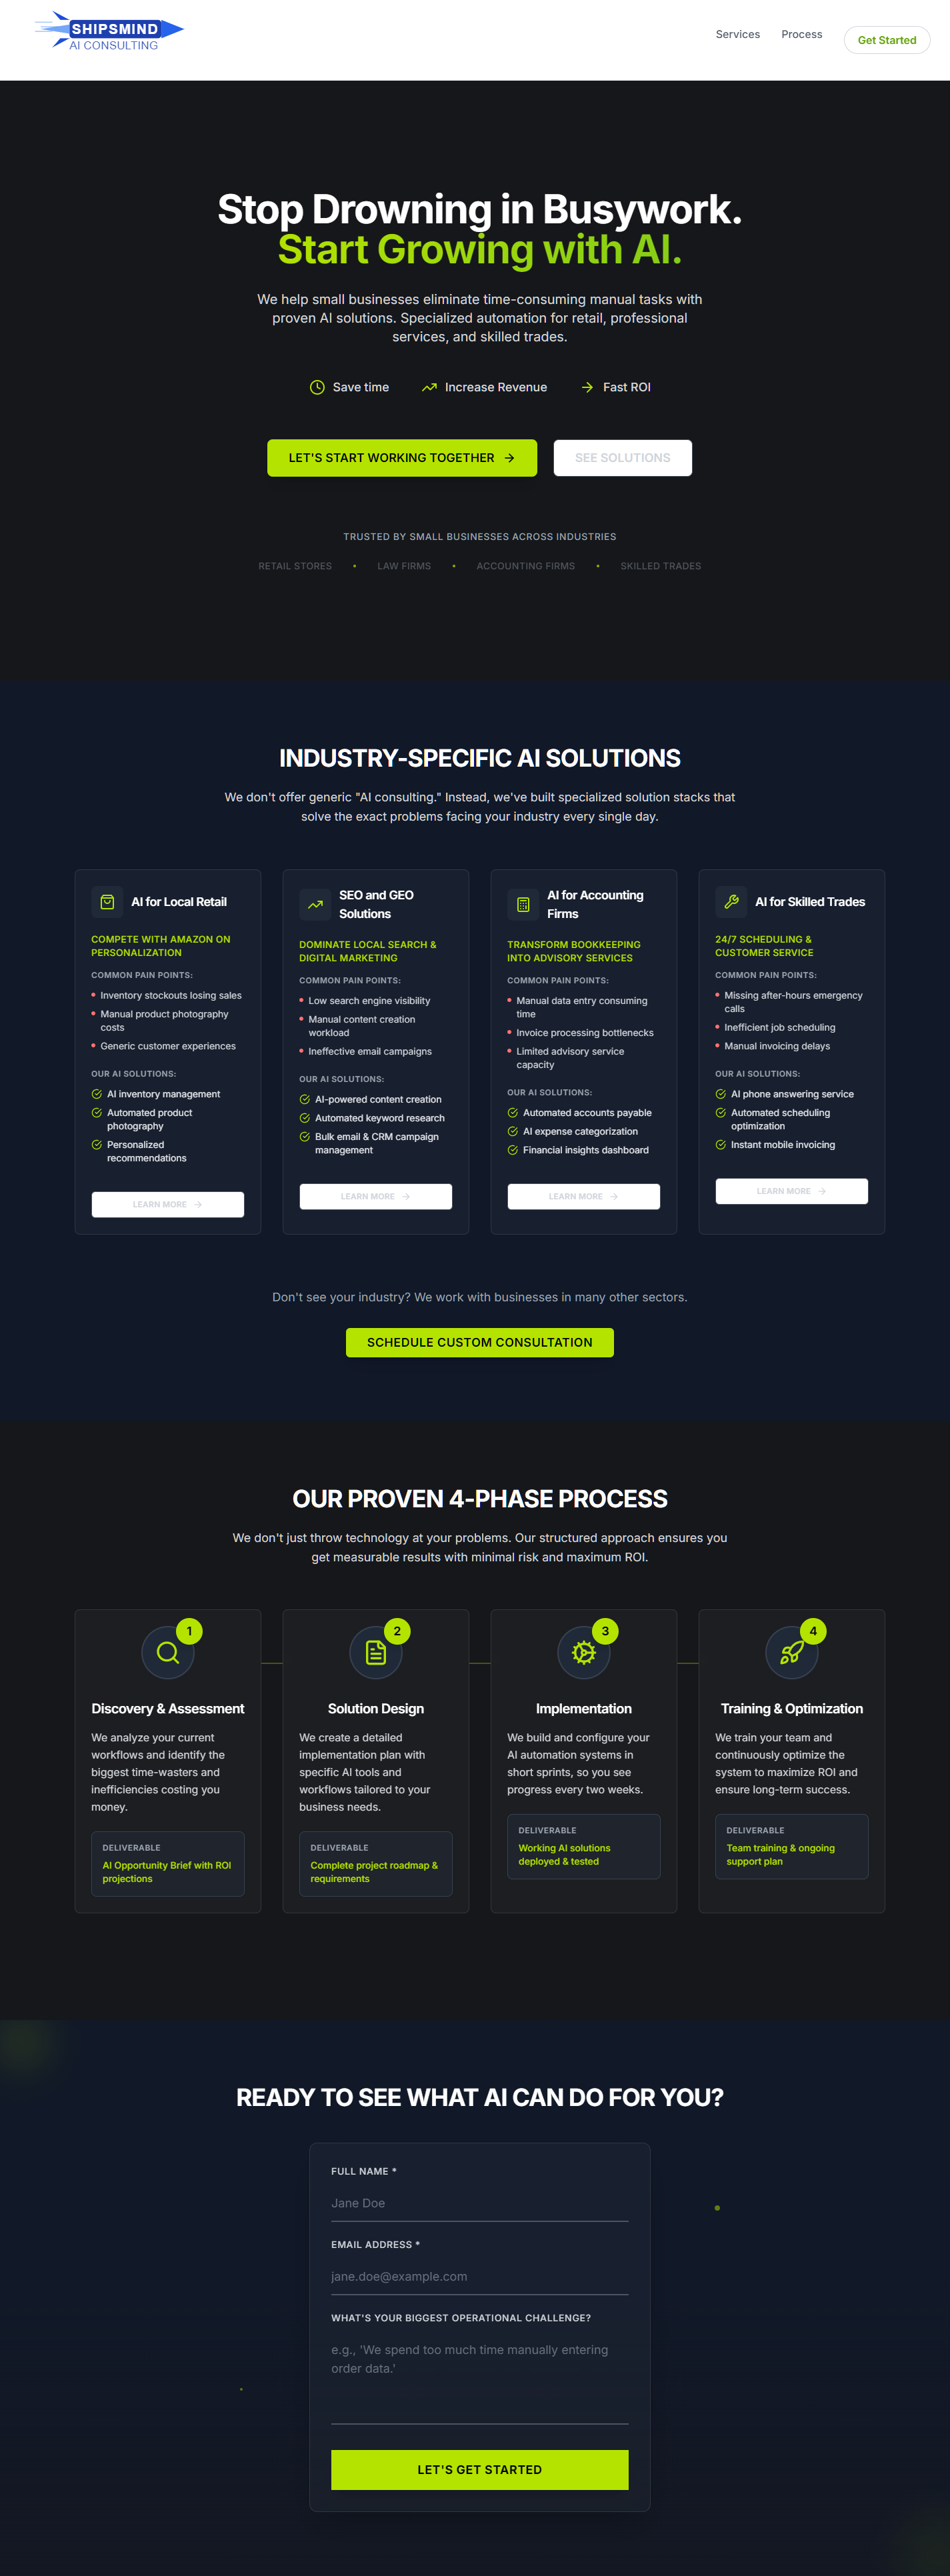 SHIPSMIND
AI CONSULTING
Services
Process
Get Started
Stop Drowning in Busywork.
Start Growing with AI.
We help small businesses eliminate time-consuming manual tasks with
proven AI solutions. Specialized automation for retail, professional
services, and skilled trades.
Save time
Increase Revenue
Fast ROI
LET'S START WORKING TOGETHER →
SEE SOLUTIONS
TRUSTED BY SMALL BUSINESSES ACROSS INDUSTRIES
RETAIL STORES • LAW FIRMS • ACCOUNTING FIRMS • SKILLED TRADES
INDUSTRY-SPECIFIC AI SOLUTIONS
We don't offer generic "AI consulting." Instead, we've built specialized solution stacks that
solve the exact problems facing your industry every single day.
AI for Local Retail
COMPETE WITH AMAZON ON
PERSONALIZATION
COMMON PAIN POINTS:
• Inventory stockouts losing sales
• Manual product photography
costs
• Generic customer experiences
OUR AI SOLUTIONS:
AI inventory management
Automated product
photography
Personalized
recommendations
LEARN MORE →
SEO and GEO
Solutions
DOMINATE LOCAL SEARCH &
DIGITAL MARKETING
COMMON PAIN POINTS:
• Low search engine visibility
• Manual content creation
workload
• Ineffective email campaigns
OUR AI SOLUTIONS:
AI-powered content creation
Automated keyword research
Bulk email & CRM campaign
management
LEARN MORE →
AI for Accounting
Firms
TRANSFORM BOOKKEEPING
INTO ADVISORY SERVICES
COMMON PAIN POINTS:
• Manual data entry consuming
time
• Invoice processing bottlenecks
• Limited advisory service
capacity
OUR AI SOLUTIONS:
Automated accounts payable
AI expense categorization
Financial insights dashboard
LEARN MORE →
AI for Skilled Trades
24/7 SCHEDULING &
CUSTOMER SERVICE
COMMON PAIN POINTS:
• Missing after-hours emergency
calls
• Inefficient job scheduling
• Manual invoicing delays
OUR AI SOLUTIONS:
AI phone answering service
Automated scheduling
optimization
Instant mobile invoicing
LEARN MORE →
Don't see your industry? We work with businesses in many other sectors.
SCHEDULE CUSTOM CONSULTATION
OUR PROVEN 4-PHASE PROCESS
We don't just throw technology at your problems. Our structured approach ensures you
get measurable results with minimal risk and maximum ROI.
1
Discovery & Assessment
We analyze your current
workflows and identify the
biggest time-wasters and
inefficiencies costing you
money.
DELIVERABLE
AI Opportunity Brief with ROI
projections
2
Solution Design
We create a detailed
implementation plan with
specific AI tools and
workflows tailored to your
business needs.
DELIVERABLE
Complete project roadmap &
requirements
3
Implementation
We build and configure your
AI automation systems in
short sprints, so you see
progress every two weeks.
DELIVERABLE
Working AI solutions
deployed & tested
4
Training & Optimization
We train your team and
continuously optimize the
system to maximize ROI and
ensure long-term success.
DELIVERABLE
Team training & ongoing
support plan
READY TO SEE WHAT AI CAN DO FOR YOU?
FULL NAME *
Jane Doe
EMAIL ADDRESS *
jane.doe@example.com
WHAT'S YOUR BIGGEST OPERATIONAL CHALLENGE?
e.g., 'We spend too much time manually entering
order data.'
LET'S GET STARTED